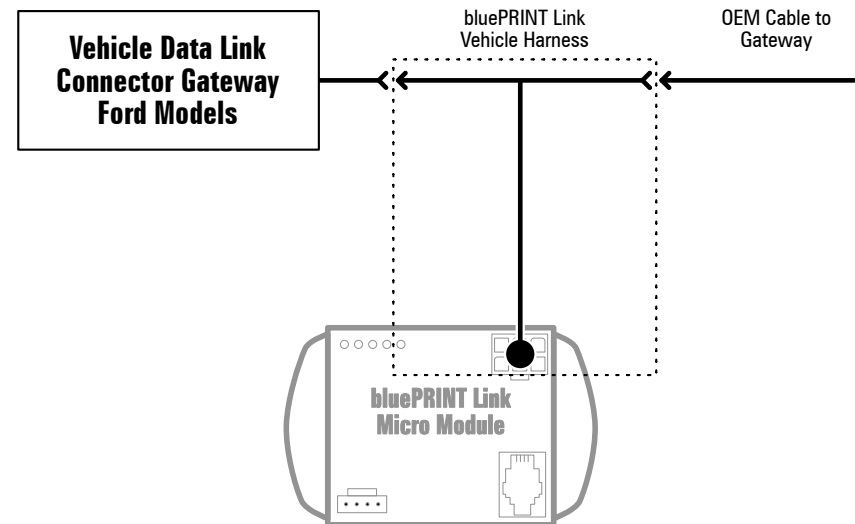 bluePRINT Link
Vehicle Harness
OEM Cable to
Gateway
Vehicle Data Link
Connector Gateway
Ford Models
bluePRINT Link
Micro Module